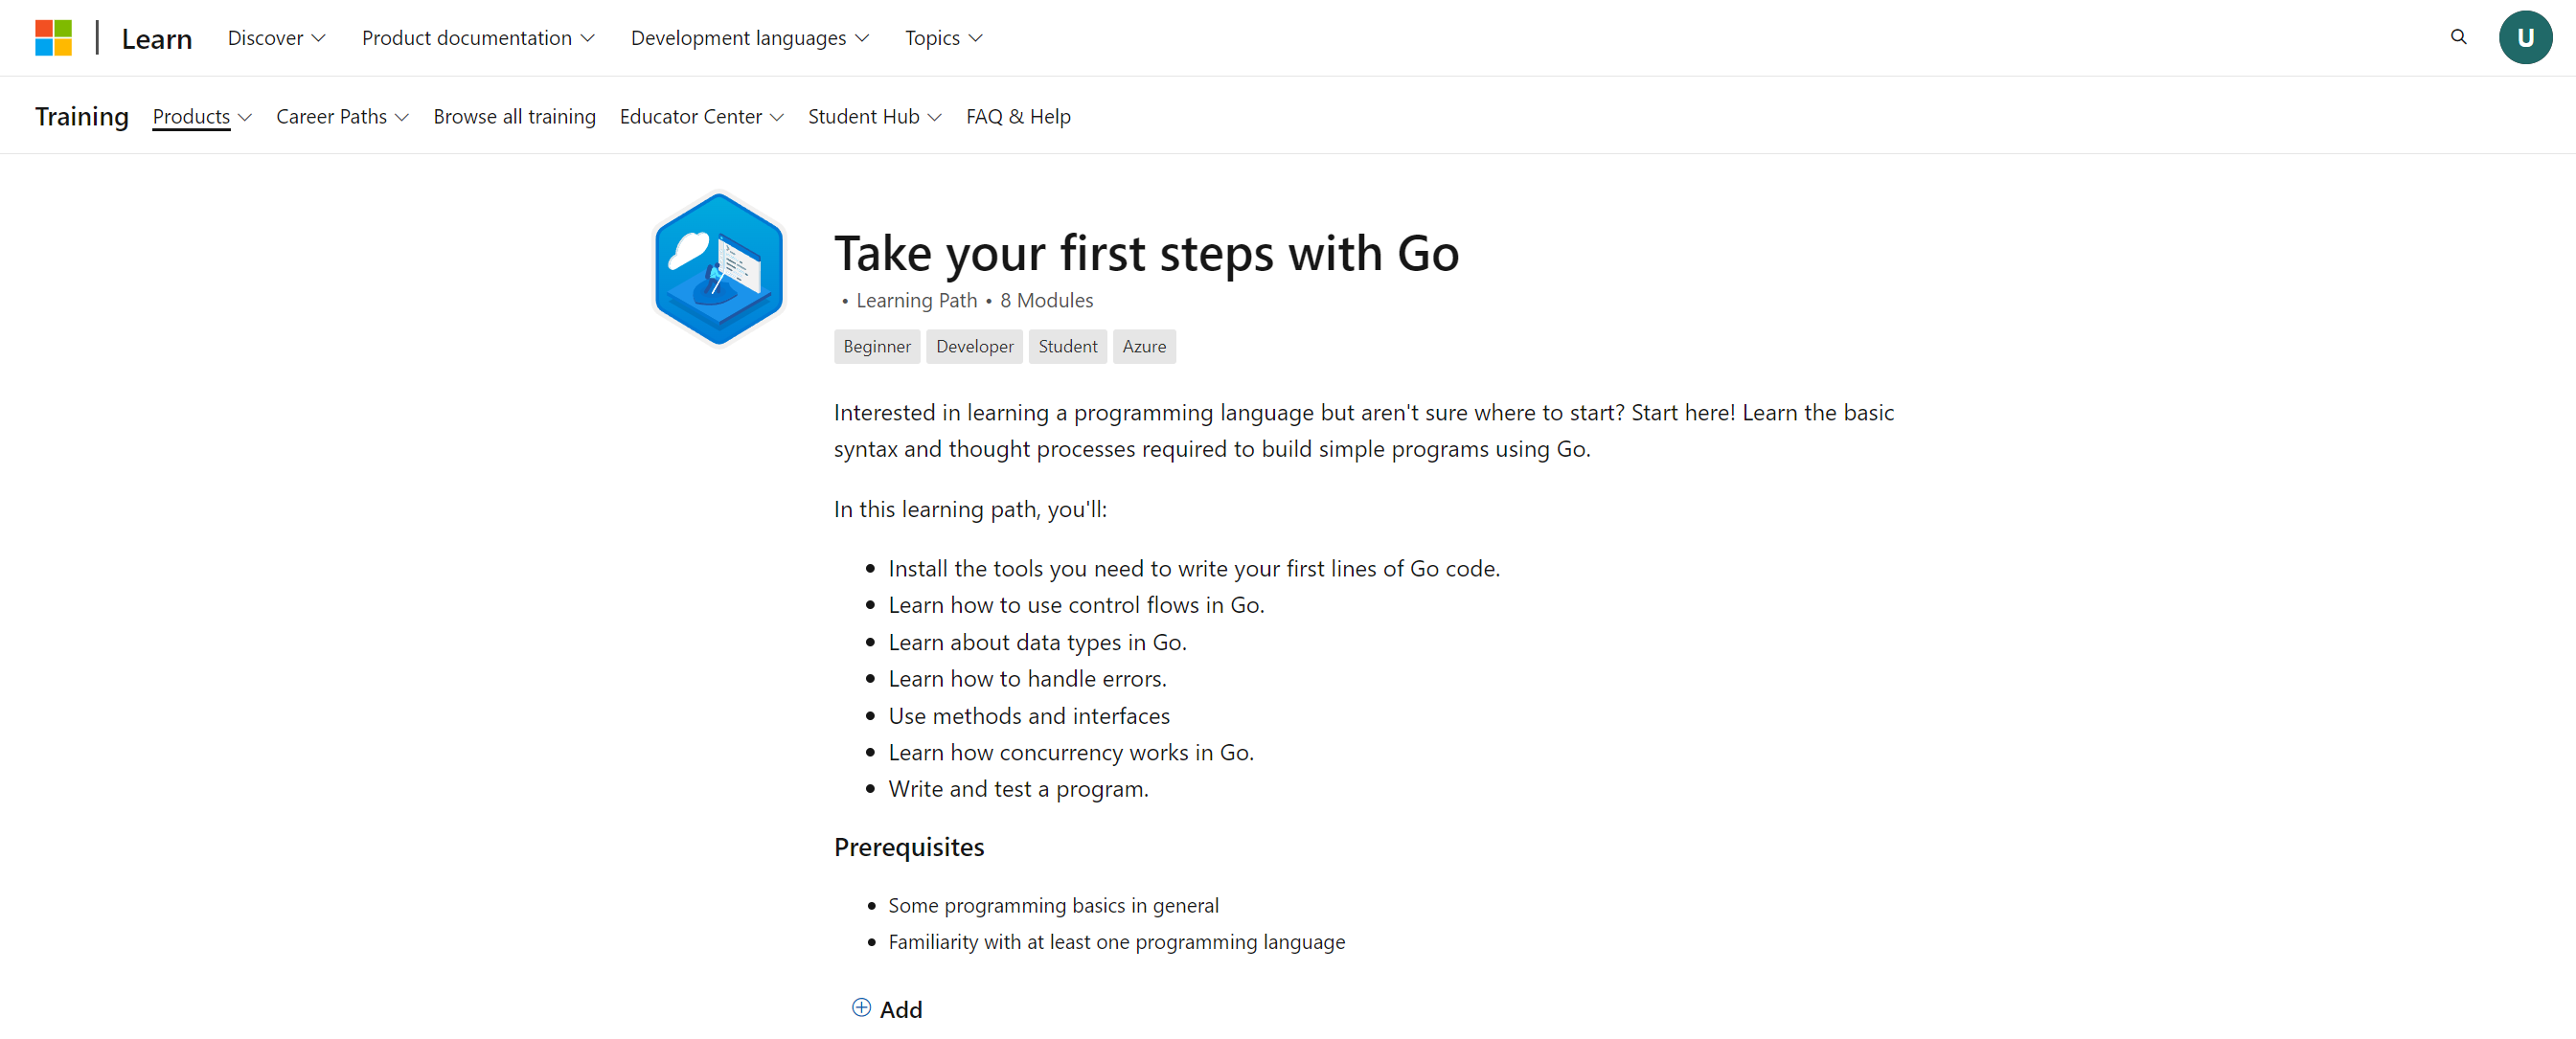 Learn Discover Product documentation Development languages Topics U
Training Products Career Paths Browse all training Educator Center Student Hub FAQ & Help
Take your first steps with Go
• Learning Path • 8 Modules
Beginner Developer Student Azure
Interested in learning a programming language but aren't sure where to start? Start here! Learn the basic
syntax and thought processes required to build simple programs using Go.
In this learning path, you'll:
• Install the tools you need to write your first lines of Go code.
• Learn how to use control flows in Go.
• Learn about data types in Go.
• Learn how to handle errors.
• Use methods and interfaces
• Learn how concurrency works in Go.
• Write and test a program.
Prerequisites
• Some programming basics in general
• Familiarity with at least one programming language
Add